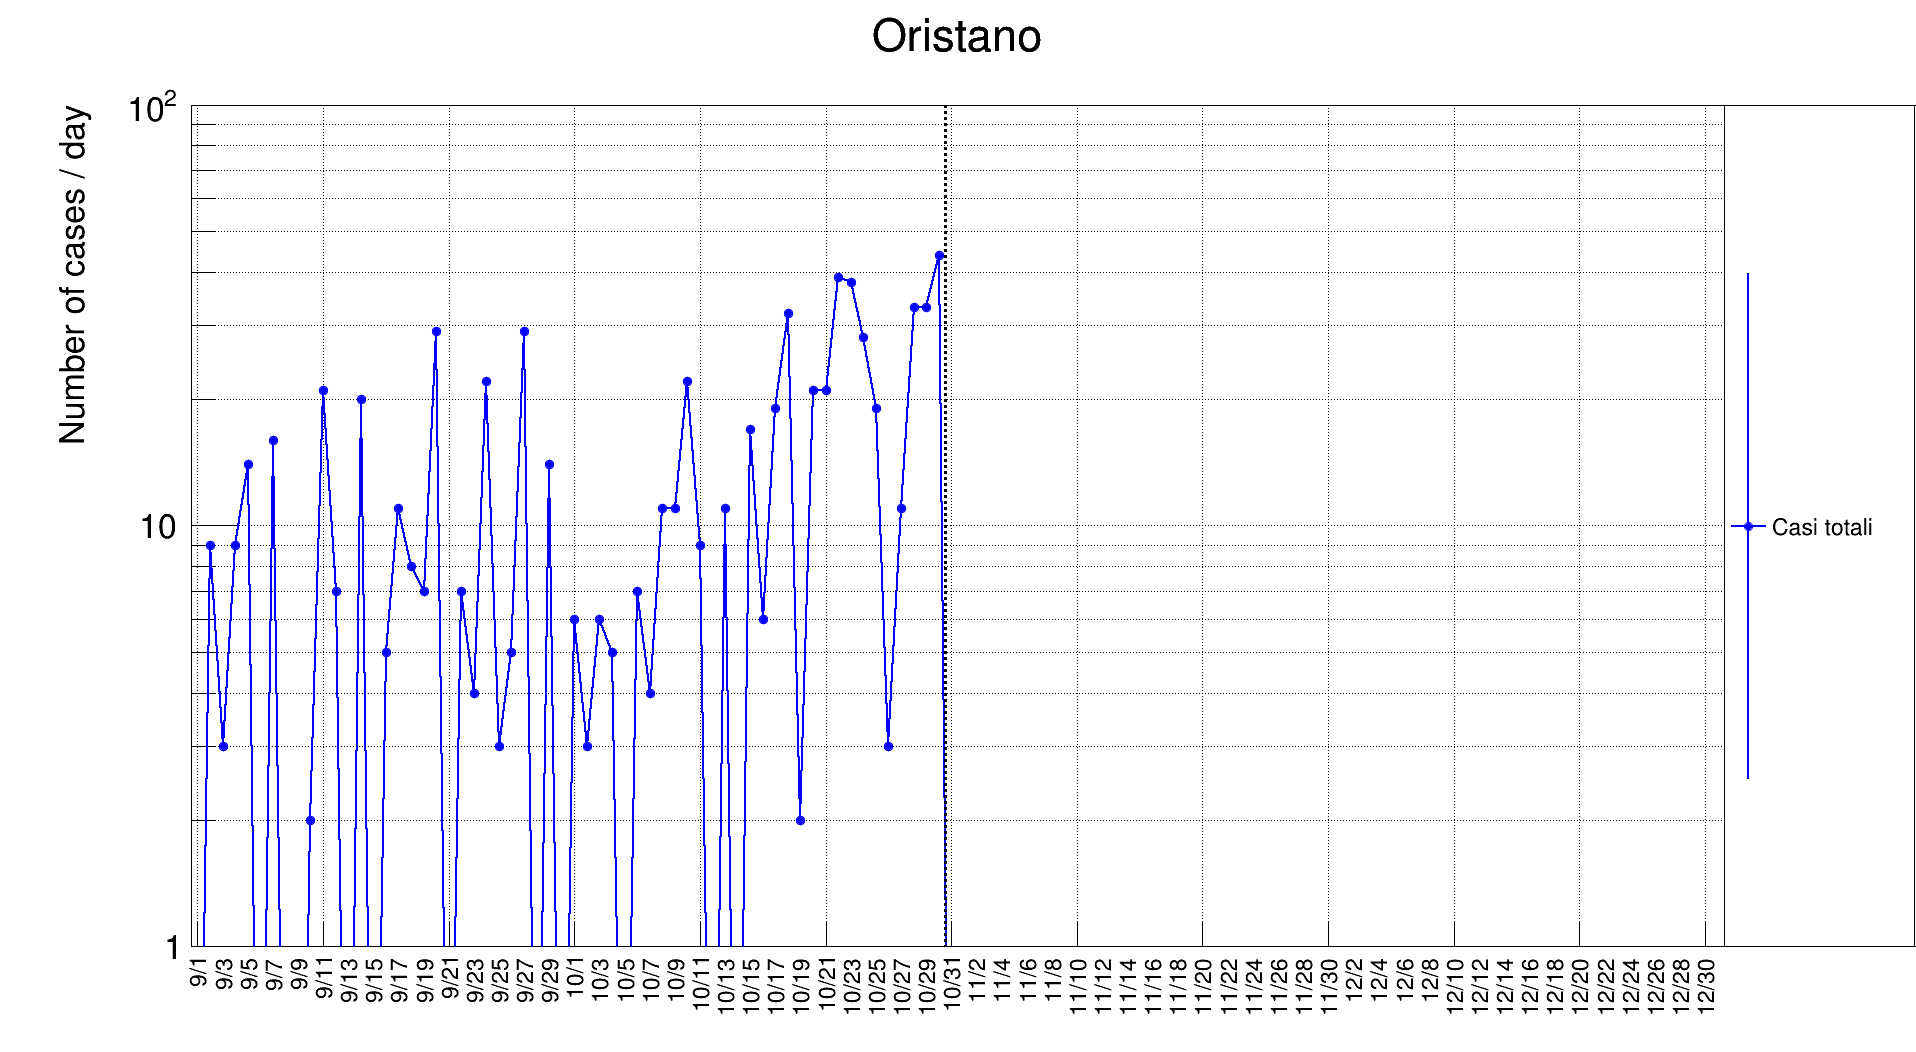 Oristano
Number of cases / day
10²
10
1
Casi totali
9/1 9/3 9/5 9/7 9/9 9/11 9/13 9/15 9/17 9/19 9/21 9/23 9/25 9/27 9/29 10/1 10/3 10/5 10/7 10/9 10/11 10/13 10/15 10/17 10/19 10/21 10/23 10/25 10/27 10/29 10/31 11/2 11/4 11/6 11/8 11/10 11/12 11/14 11/16 11/18 11/20 11/22 11/24 11/26 11/28 11/30 12/2 12/4 12/6 12/8 12/10 12/12 12/14 12/16 12/18 12/20 12/22 12/24 12/26 12/28 12/30